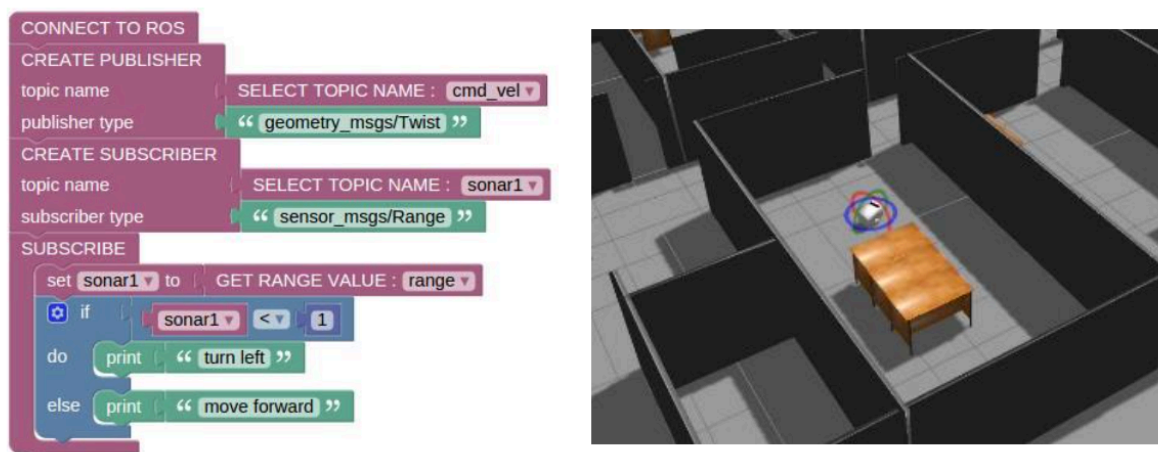 CONNECT TO ROS
CREATE PUBLISHER
topic name SELECT TOPIC NAME : cmd_vel
publisher type “ geometry_msgs/Twist ”
CREATE SUBSCRIBER
topic name SELECT TOPIC NAME : sonar1
subscriber type “ sensor_msgs/Range ”
SUBSCRIBE
set sonar1 to GET RANGE VALUE : range
if sonar1 < 1
do print “ turn left ”
else print “ move forward ”